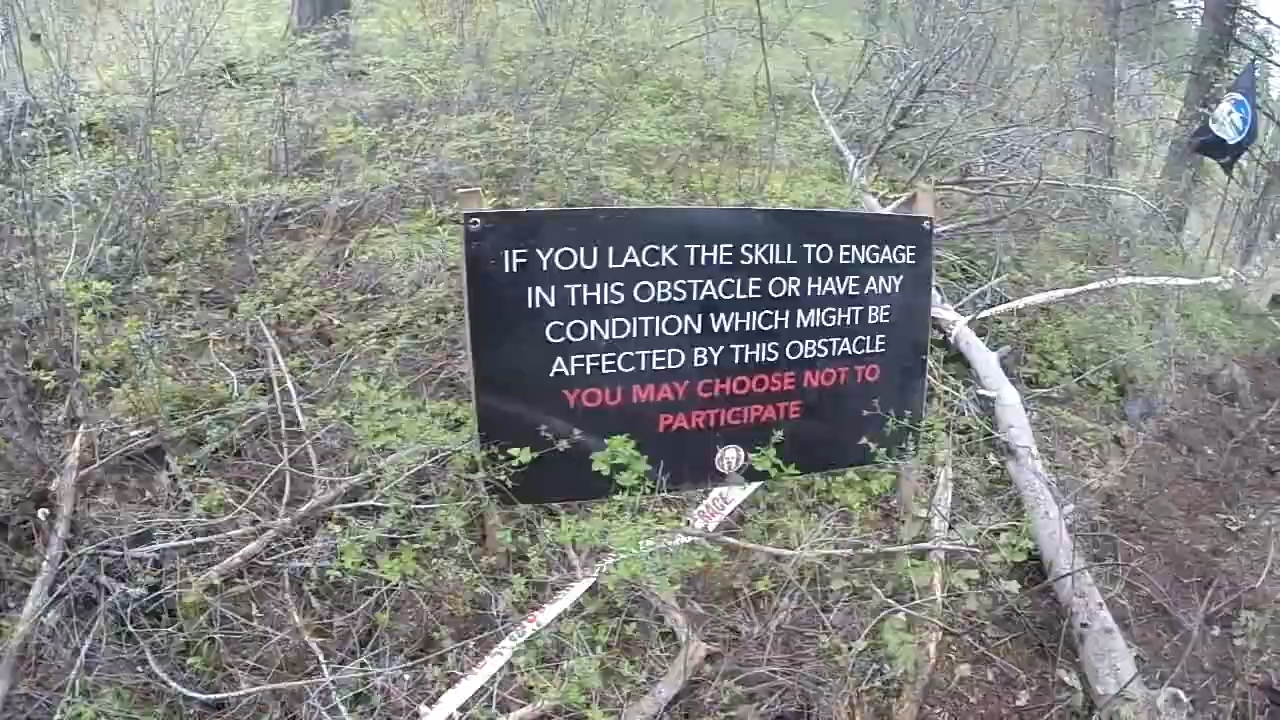 IF YOU LACK THE SKILL TO ENGAGE
IN THIS OBSTACLE OR HAVE ANY
CONDITION WHICH MIGHT BE
AFFECTED BY THIS OBSTACLE
YOU MAY CHOOSE NOT TO
PARTICIPATE